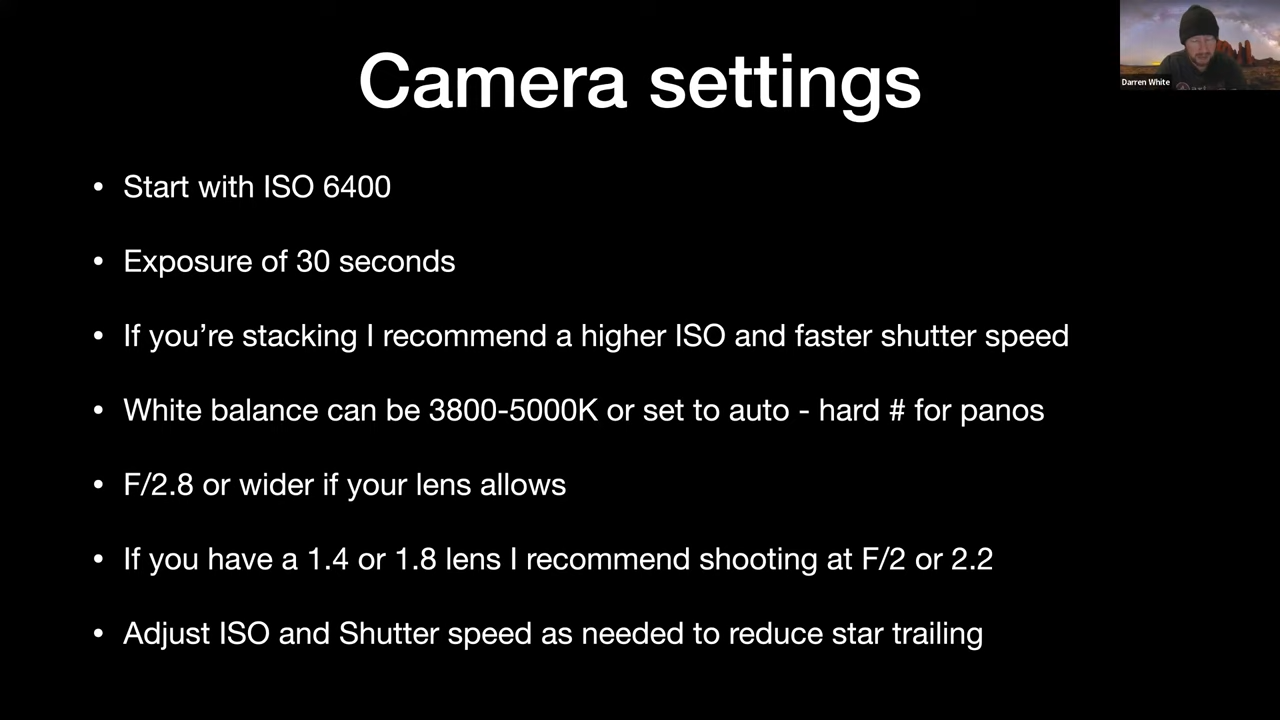 Camera settings
Darren White
• Start with ISO 6400
• Exposure of 30 seconds
• If you’re stacking I recommend a higher ISO and faster shutter speed
• White balance can be 3800-5000K or set to auto - hard # for panos
• F/2.8 or wider if your lens allows
• If you have a 1.4 or 1.8 lens I recommend shooting at F/2 or 2.2
• Adjust ISO and Shutter speed as needed to reduce star trailing